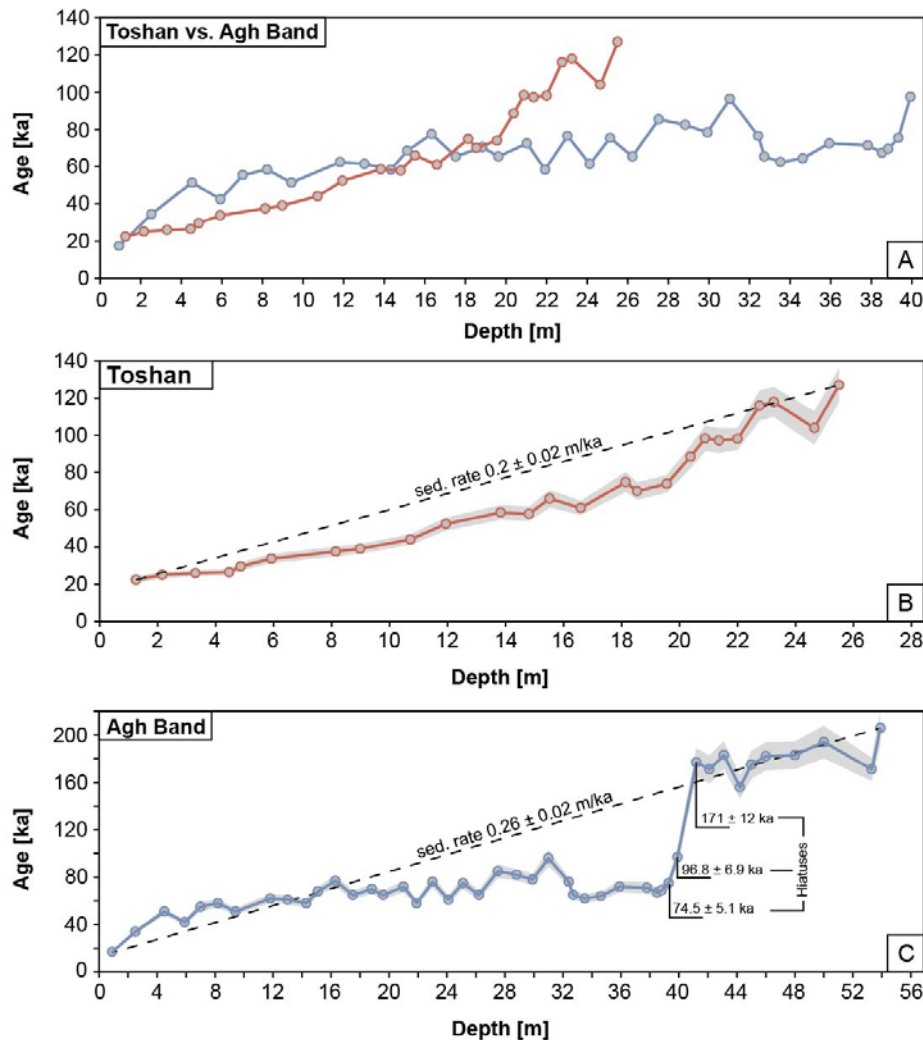 Toshan vs. Agh Band
140
120
100
80
60
40
20
0
Age [ka]
0 2 4 6 8 10 12 14 16 18 20 22 24 26 28 30 32 34 36 38 40
Depth [m]
A
Toshan
140
120
100
80
60
40
20
0
Age [ka]
sed. rate 0.2 ± 0.02 m/ka
0 2 4 6 8 10 12 14 16 18 20 22 24 26 28
Depth [m]
B
Agh Band
200
160
120
80
40
0
Age [ka]
sed. rate 0.26 ± 0.02 m/ka
171 ± 12 ka
96.8 ± 6.9 ka
74.5 ± 5.1 ka
Hiatuses
0 4 8 12 16 20 24 28 32 36 40 44 48 52 56
Depth [m]
C